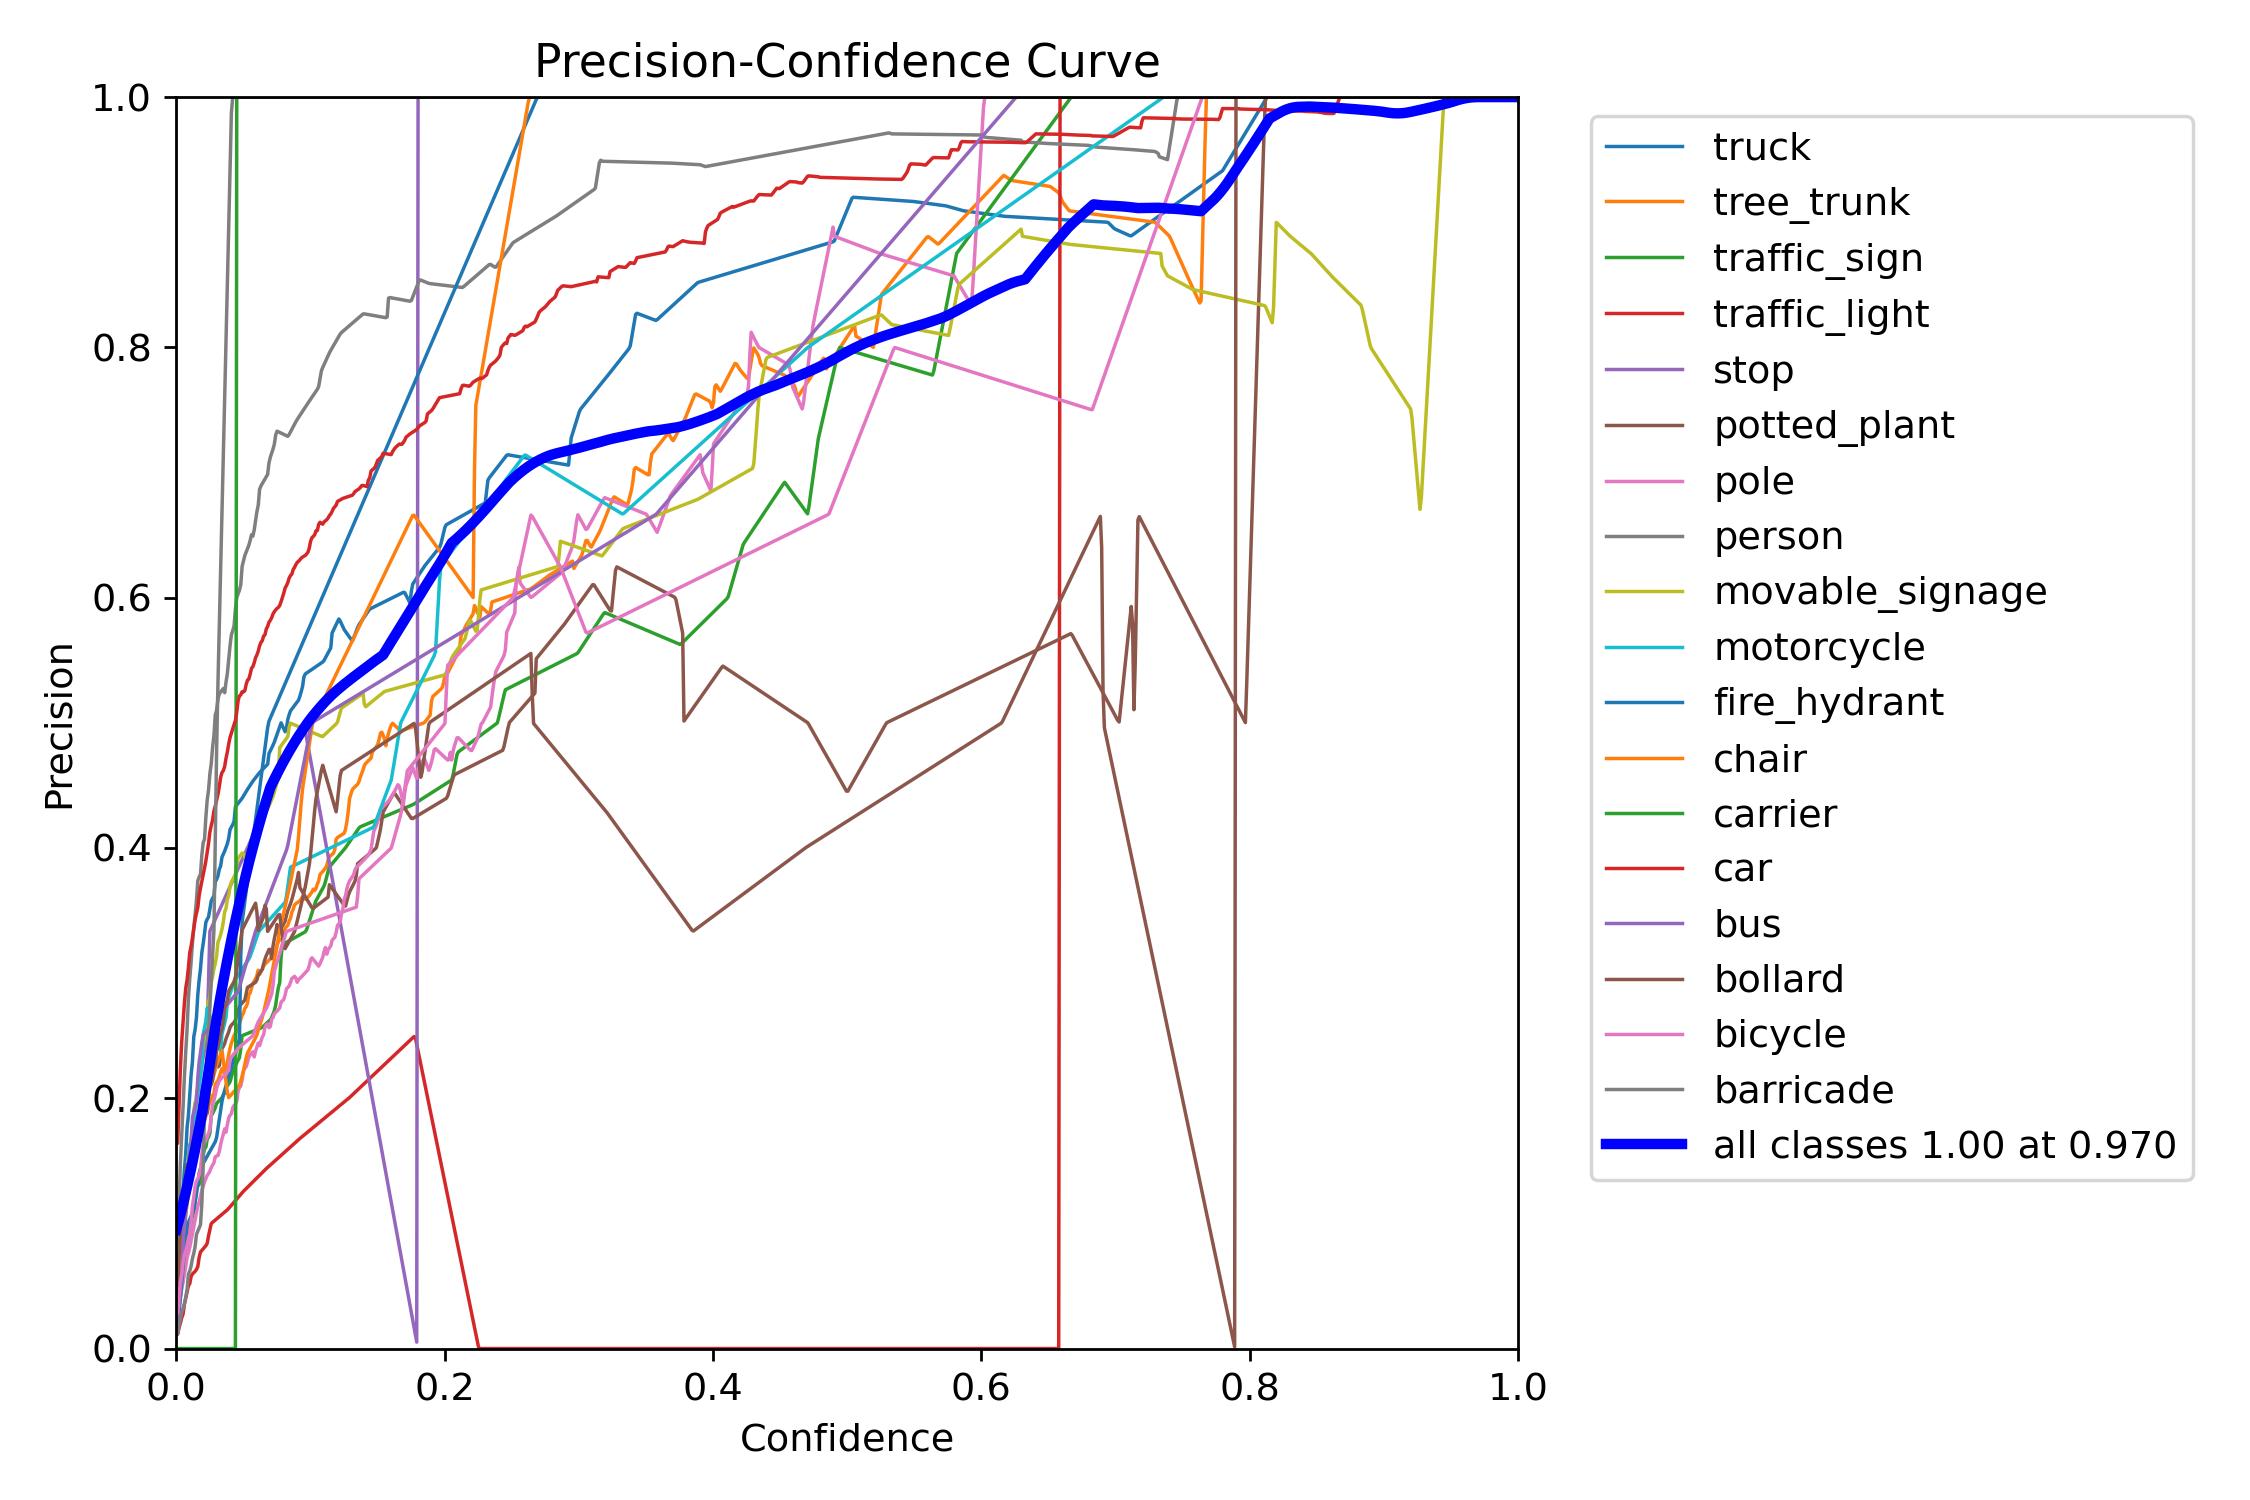 Precision-Confidence Curve
1.0
0.8
0.6
0.4
0.2
0.0
Precision
0.0 0.2 0.4 0.6 0.8 1.0
Confidence
truck
tree_trunk
traffic_sign
traffic_light
stop
potted_plant
pole
person
movable_signage
motorcycle
fire_hydrant
chair
carrier
car
bus
bollard
bicycle
barricade
all classes 1.00 at 0.970